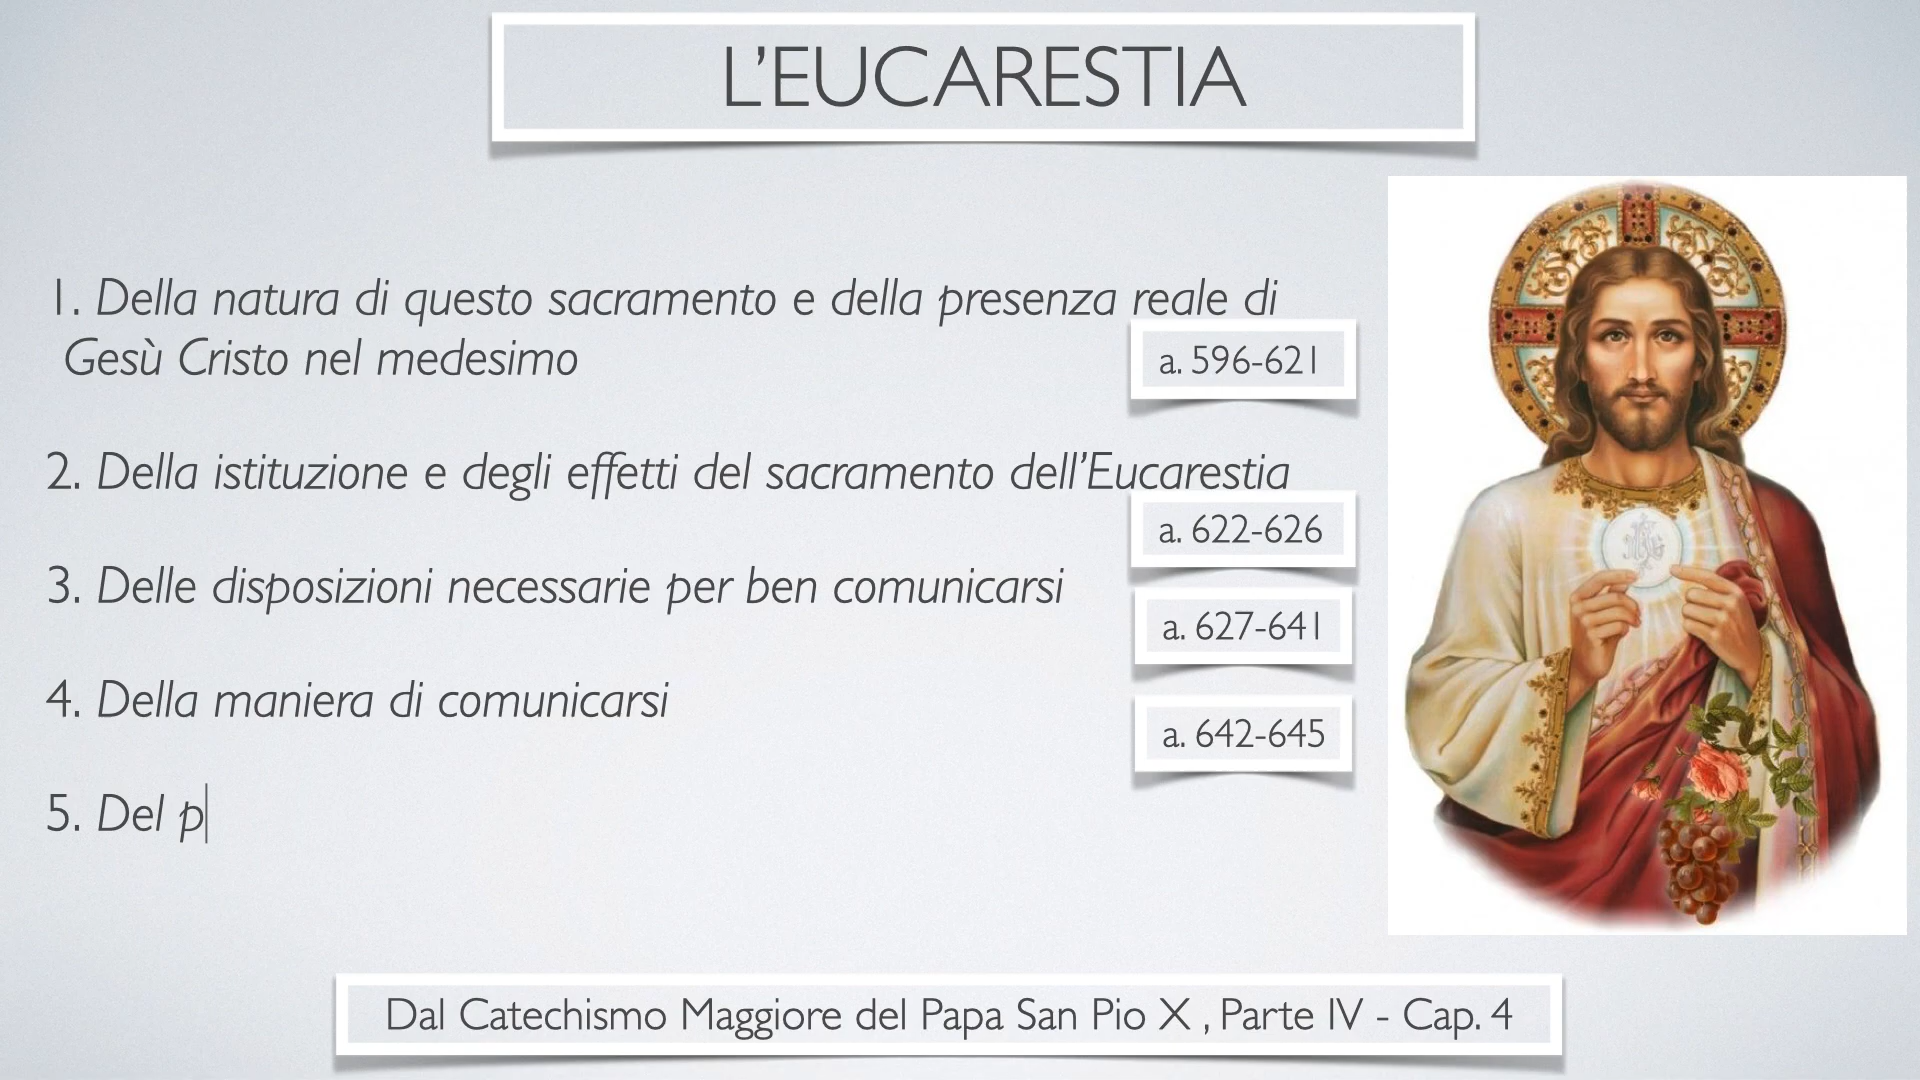 L’EUCARESTIA
1. Della natura di questo sacramento e della presenza reale di
Gesù Cristo nel medesimo
a. 596-621
2. Della istituzione e degli effetti del sacramento dell’Eucarestia
a. 622-626
3. Delle disposizioni necessarie per ben comunicarsi
a. 627-641
4. Della maniera di comunicarsi
a. 642-645
5. Del p
Dal Catechismo Maggiore del Papa San Pio X , Parte IV - Cap. 4